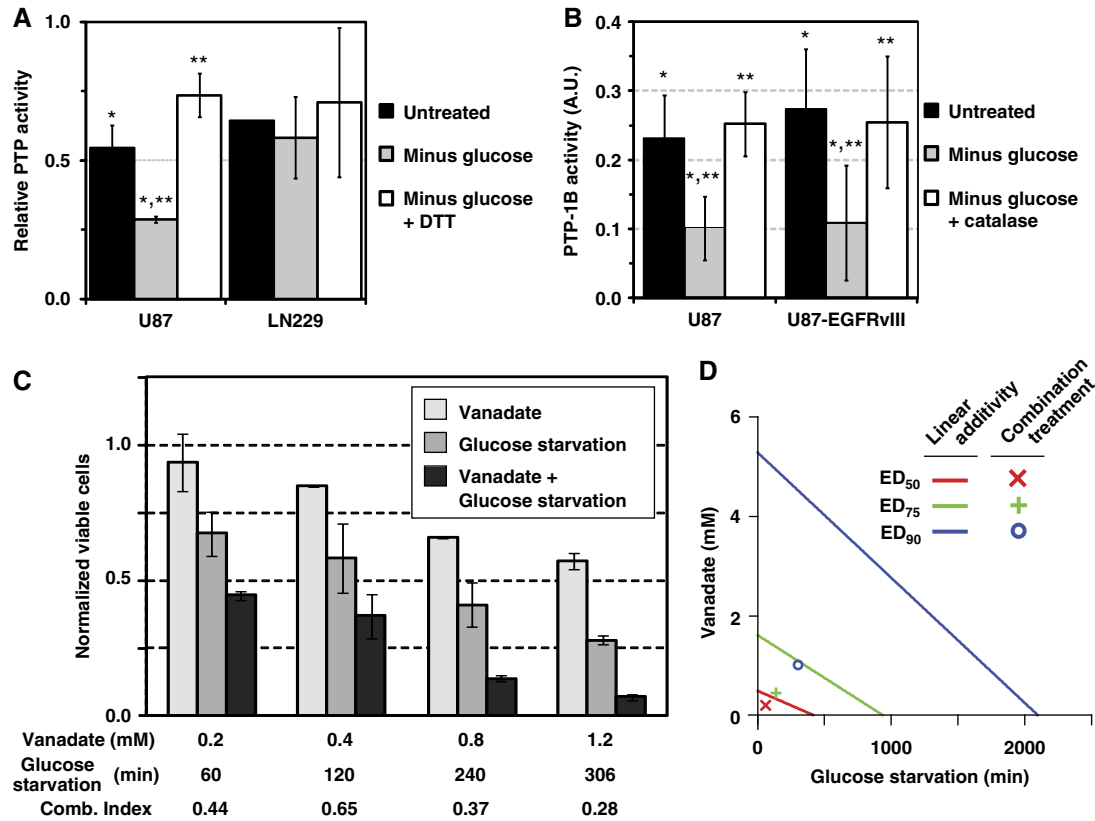 A
Relative PTP activity
1.0
0.5
0.0
*
*,**
**
U87
LN229
Untreated
Minus glucose
Minus glucose
+ DTT
B
PTP-1B activity (A.U.)
0.4
0.3
0.2
0.1
0.0
*
*,**
**
*
*,**
**
U87
U87-EGFRvIII
Untreated
Minus glucose
Minus glucose
+ catalase
C
Normalized viable cells
1.0
0.5
0.0
Vanadate
Glucose starvation
Vanadate +
Glucose starvation
Vanadate (mM) 0.2 0.4 0.8 1.2
Glucose
starvation (min) 60 120 240 306
Comb. Index 0.44 0.65 0.37 0.28
D
Vanadate (mM)
6
4
2
0
0 1000 2000
Glucose starvation (min)
Linear
additivity
Combination
treatment
ED50
ED75
ED90